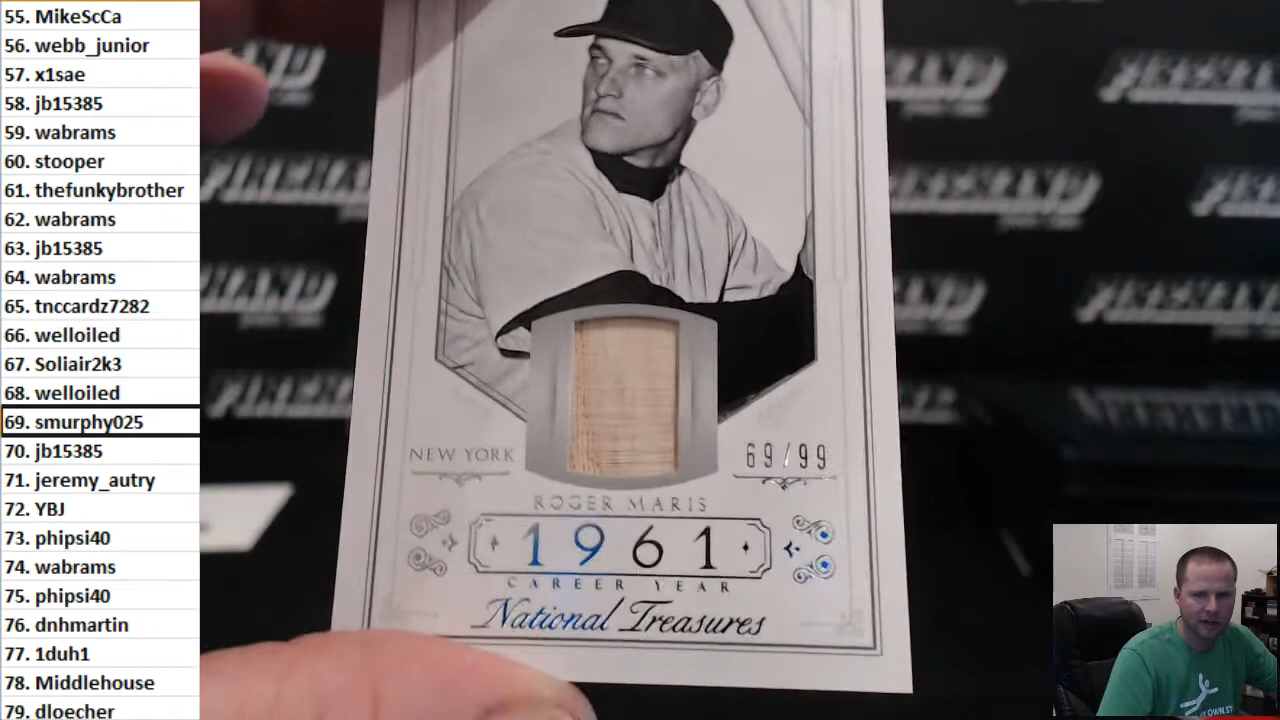 55. MikeScCa
56. webb_junior
57. x1sae
58. jb15385
59. wabrams
60. stooper
61. thefunkybrother
62. wabrams
63. jb15385
64. wabrams
65. tnccardz7282
66. welloiled
67. Soliair2k3
68. welloiled
69. smurphy025
70. jb15385
71. jeremy_autry
72. YBJ
73. phipsi40
74. wabrams
75. phipsi40
76. dnhmartin
77. 1duh1
78. Middlehouse
79. dloecher
NEW YORK
69/99
ROGER MARIS
1961
CAREER YEAR
National Treasures
FIREHAND